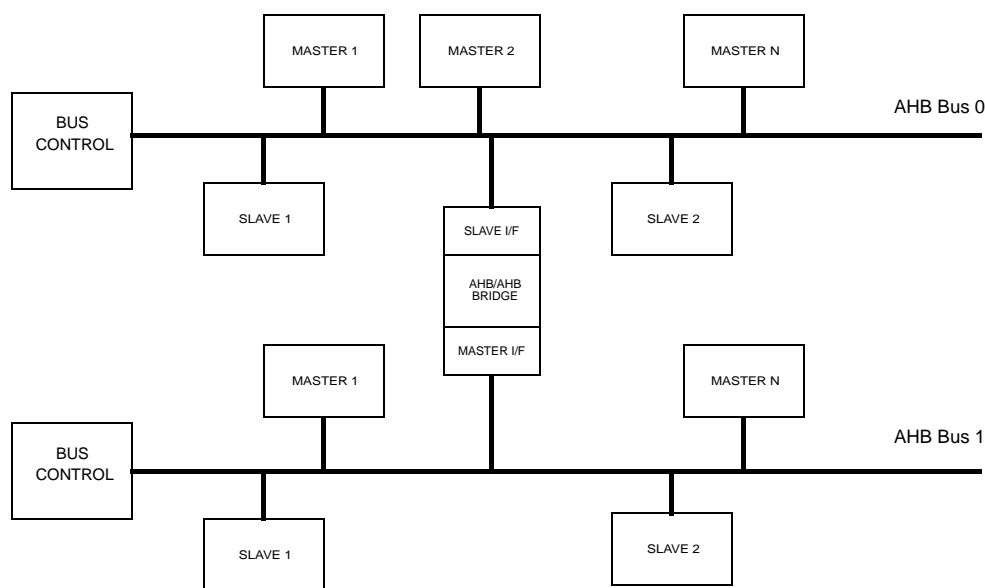 MASTER 1
MASTER 2
MASTER N
AHB Bus 0
BUS
CONTROL
SLAVE 1
SLAVE 2
SLAVE I/F
AHB/AHB
BRIDGE
MASTER I/F
MASTER 1
MASTER N
AHB Bus 1
BUS
CONTROL
SLAVE 1
SLAVE 2